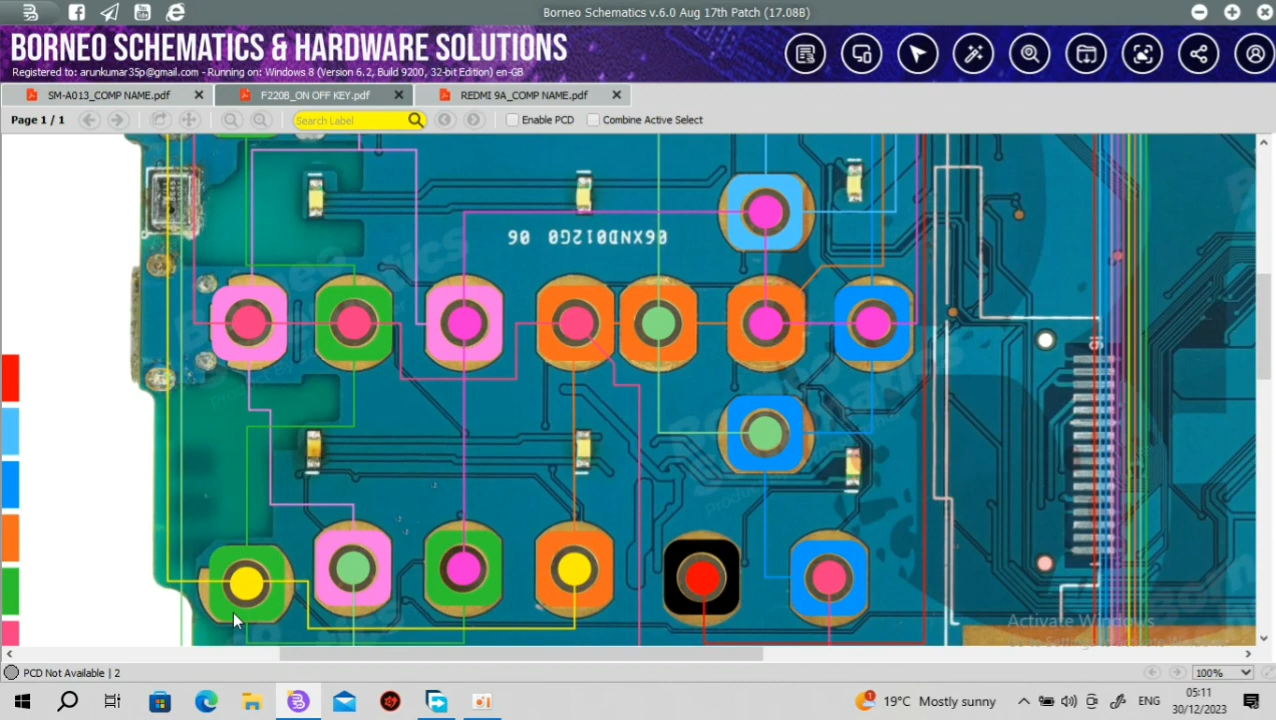 Borneo Schematics v.6.0 Aug 17th Patch (17.08B)
BORNEO SCHEMATICS & HARDWARE SOLUTIONS
Registered to: arunkumar35p@gmail.com - Running on: Windows 8 (Version 6.2, Build 9200, 32-bit Edition) en-GB
SM-A013_COMP NAME.pdf
F220B_ON OFF KEY.pdf
REDMI 9A_COMP NAME.pdf
Page 1 / 1
Search Label
Enable PCD
Combine Active Select
Activate Windows
PCD Not Available | 2
100%
19°C Mostly sunny
ENG
05:11
30/12/2023